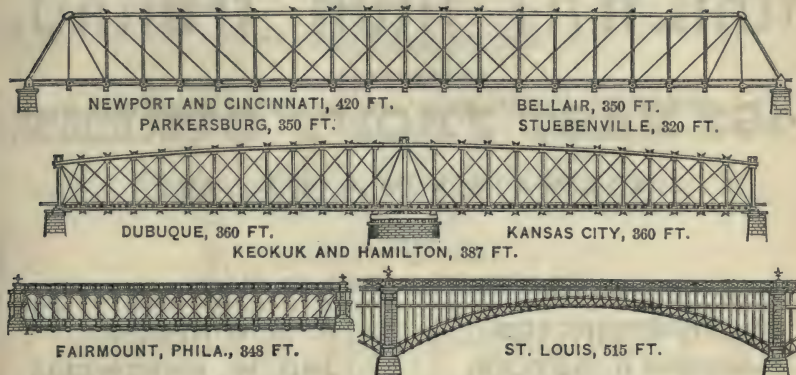 NEWPORT AND CINCINNATI, 420 FT.
BELLAIR, 350 FT.
PARKERSBURG, 350 FT.
STUEBENVILLE, 320 FT.
DUBUQUE, 360 FT.
KANSAS CITY, 360 FT.
KEOKUK AND HAMILTON, 387 FT.
FAIRMOUNT, PHILA., 348 FT.
ST. LOUIS, 515 FT.